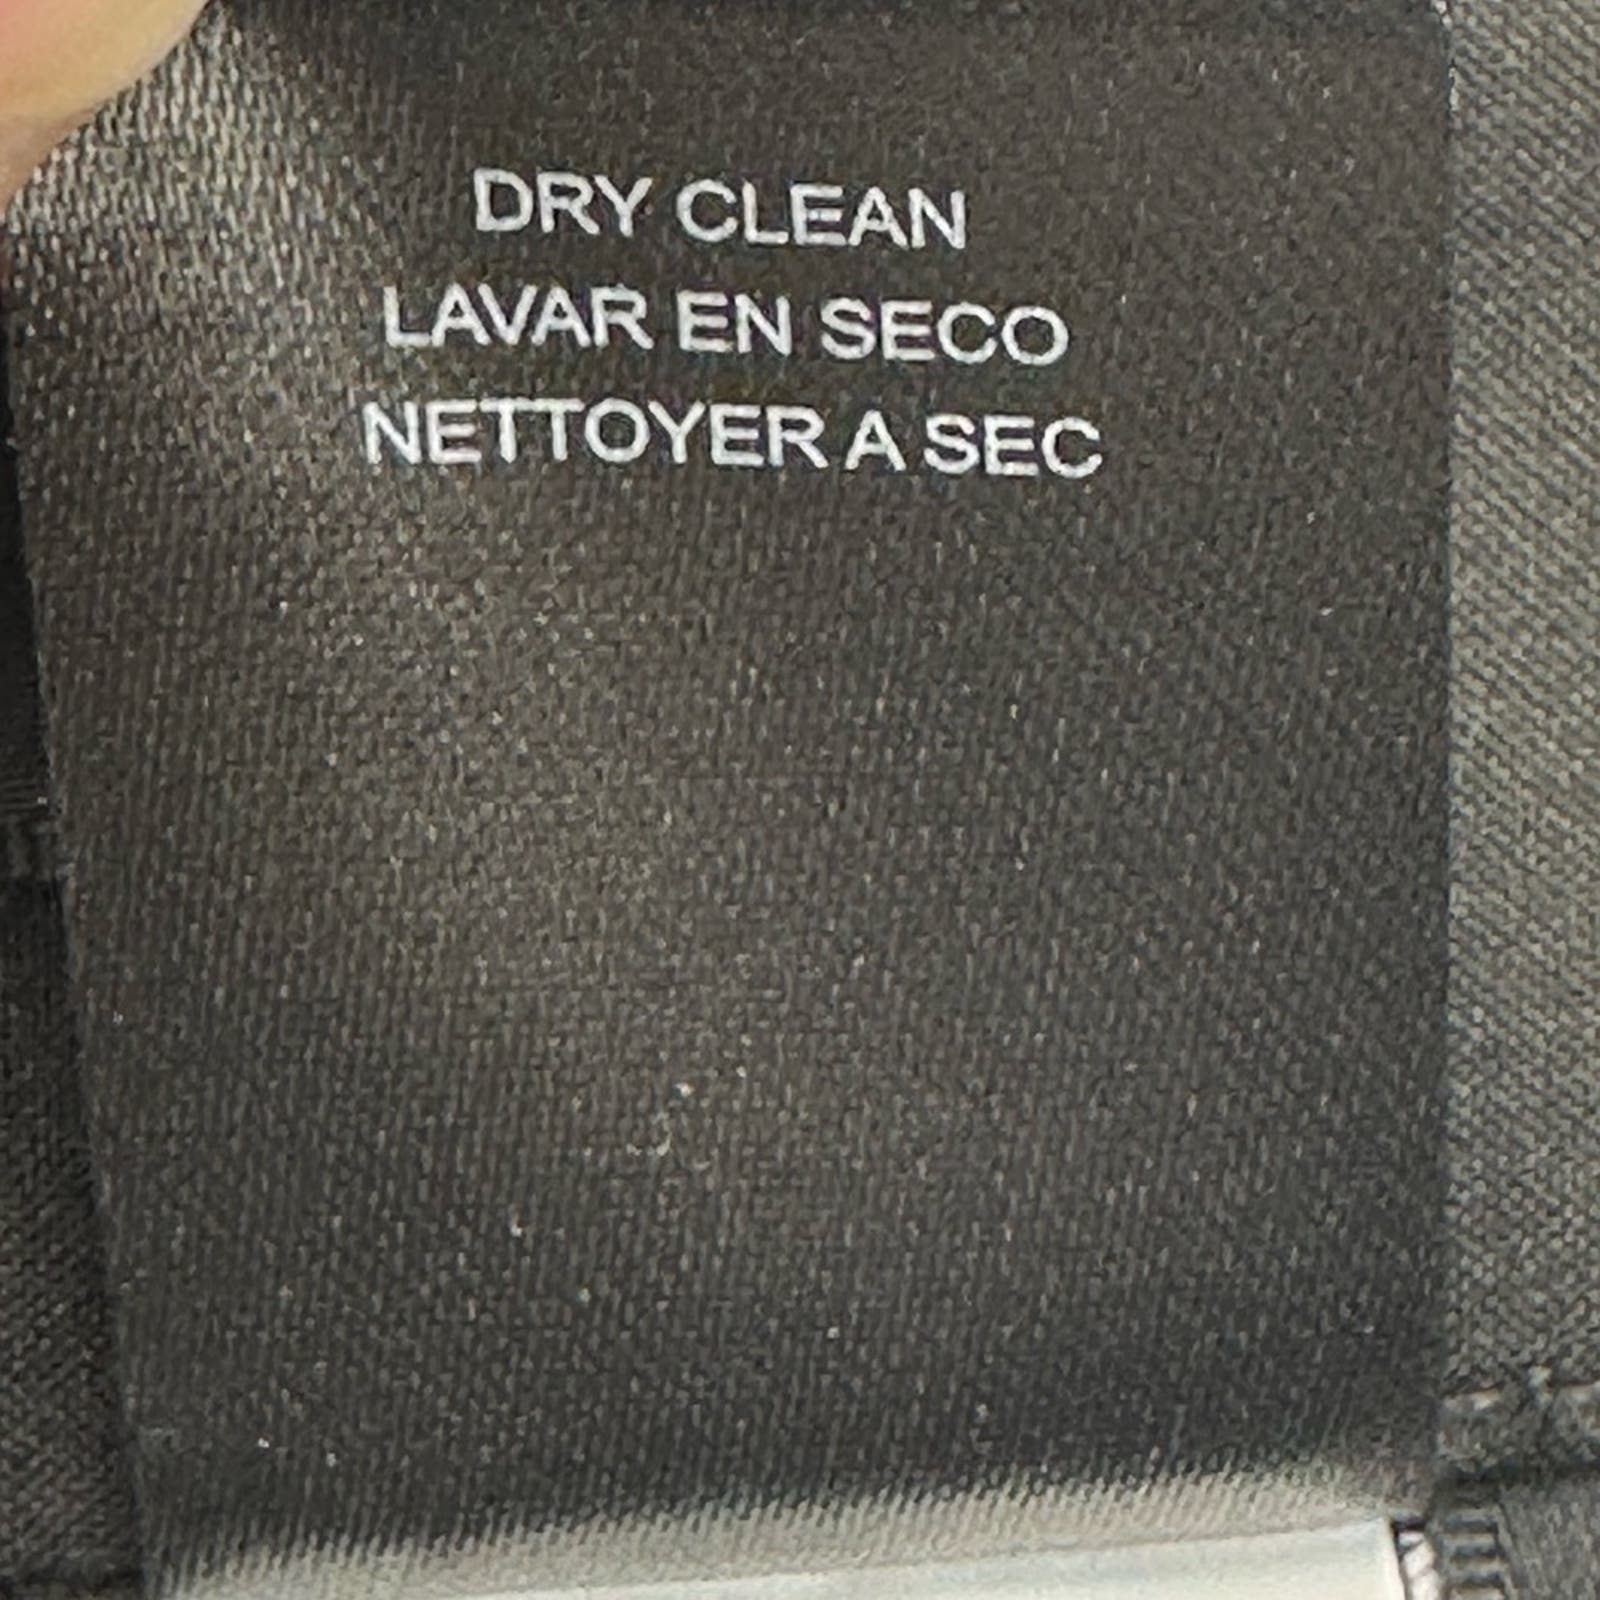 DRY CLEAN
LAVAR EN SECO
NETTOYER A SEC